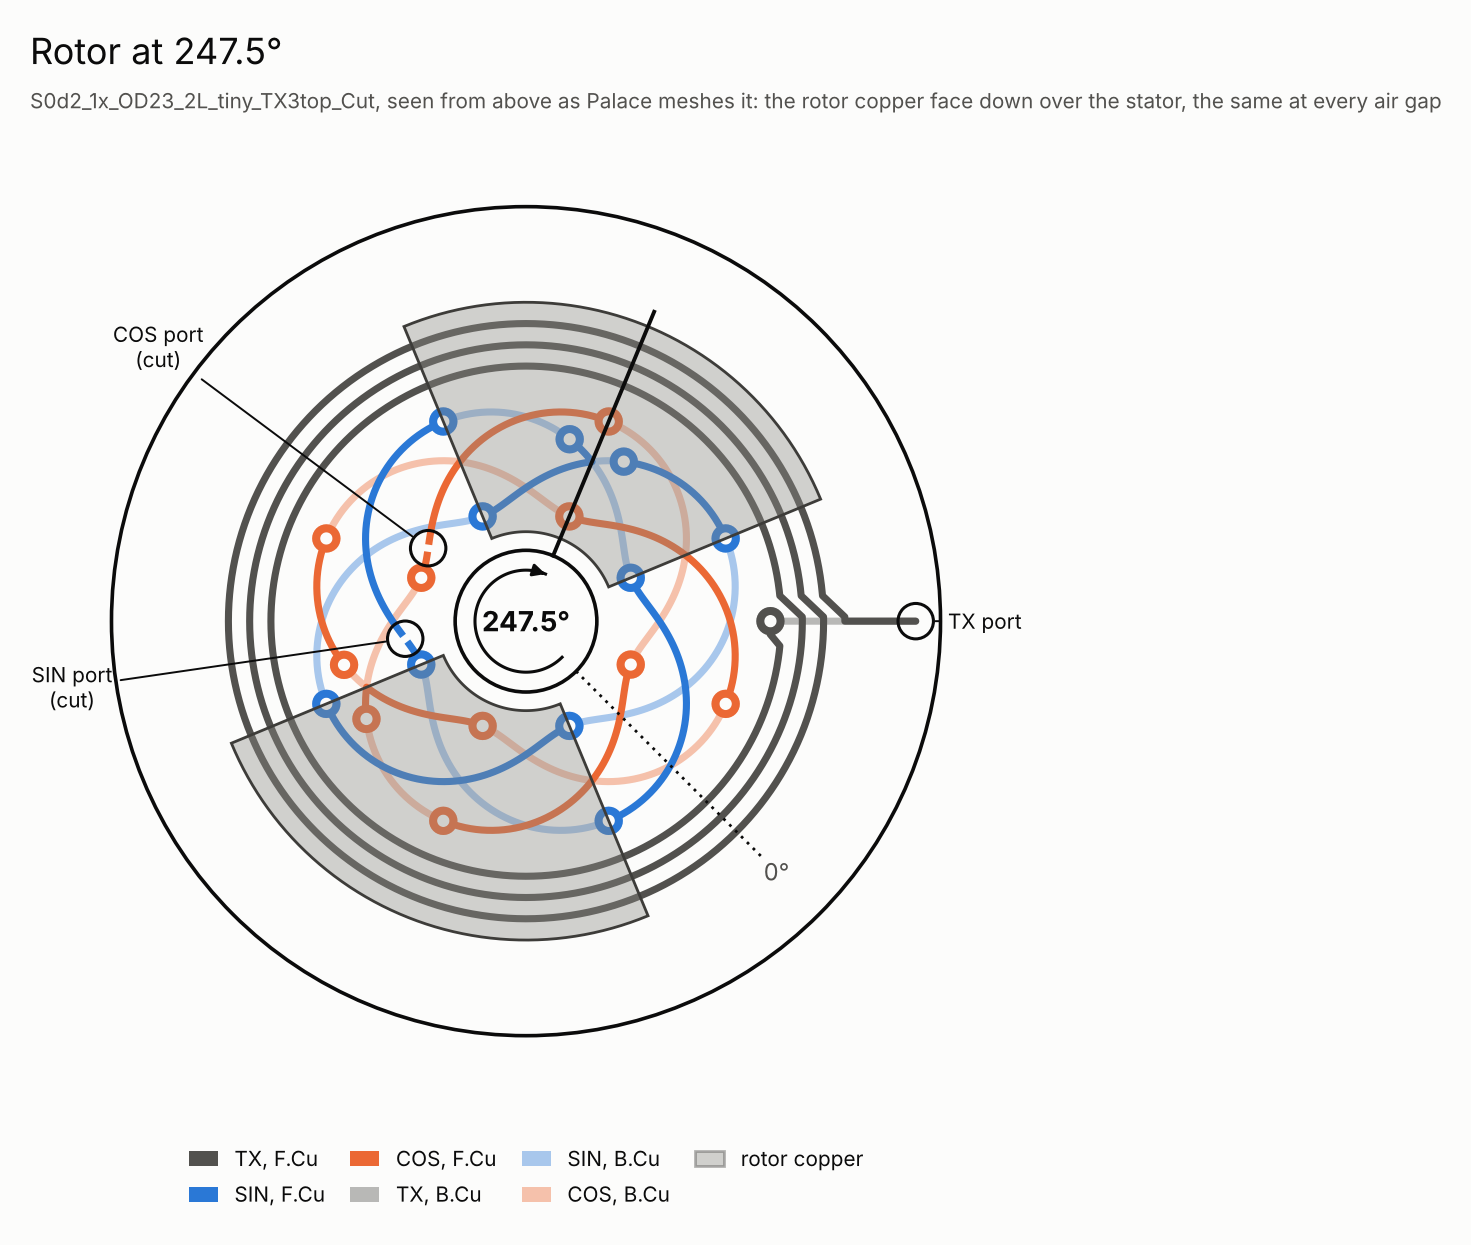 Rotor at 247.5°
S0d2_1x_OD23_2L_tiny_TX3top_Cut, seen from above as Palace meshes it: the rotor copper face down over the stator, the same at every air gap
COS port
(cut)
247.5°
TX port
SIN port
(cut)
0°
TX, F.Cu
COS, F.Cu
SIN, B.Cu
rotor copper
SIN, F.Cu
TX, B.Cu
COS, B.Cu